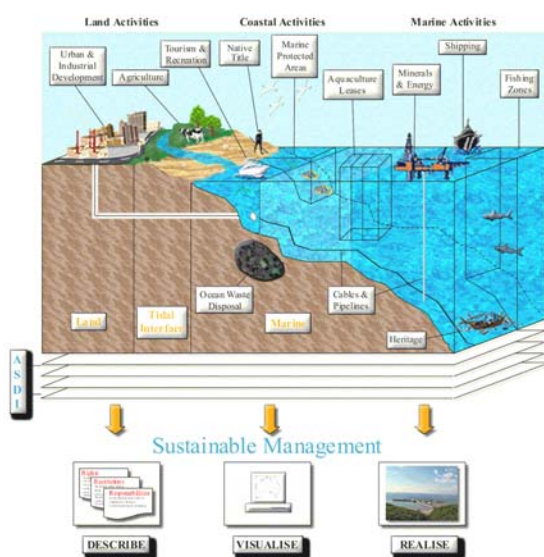 Land Activities
Coastal Activities
Marine Activities
Urban &
Industrial
Development
Agriculture
Tourism &
Recreation
Native
Title
Marine
Protected
Areas
Aquaculture
Leases
Minerals
& Energy
Shipping
Fishing
Zones
Ocean Waste
Disposal
Cables &
Pipelines
Heritage
Land
Tidal
Interface
Marine
A
S
D
I
Sustainable Management
Rights
Restrictions
Responsibilities
DESCRIBE
VISUALISE
REALISE